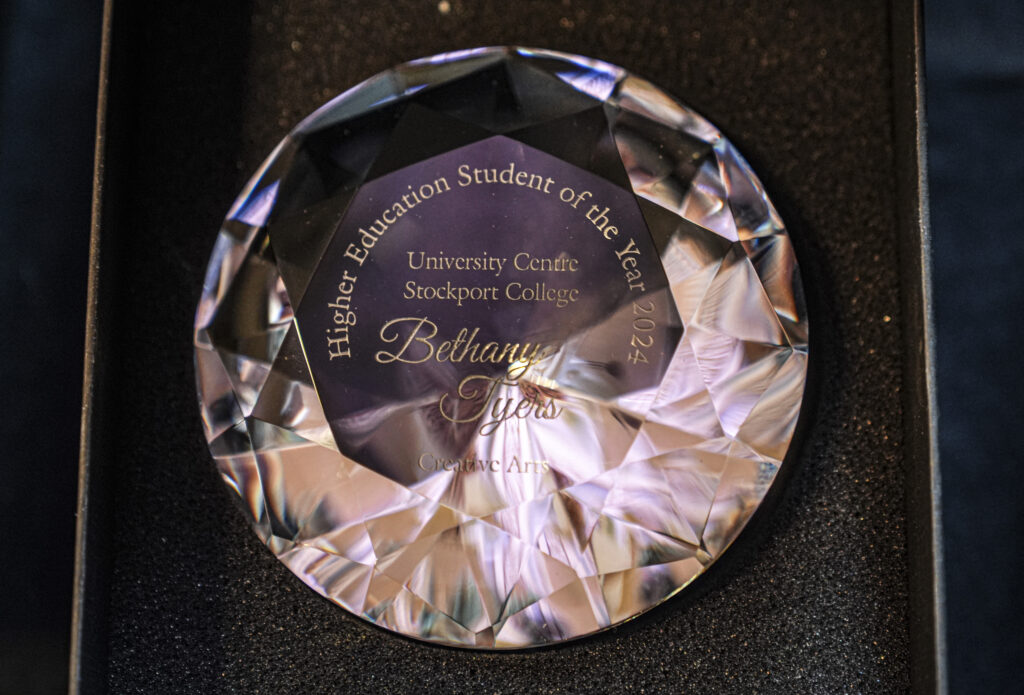 Higher Education Student of the Year 2024
University Centre
Stockport College
Bethany
Tyers
Creative Arts